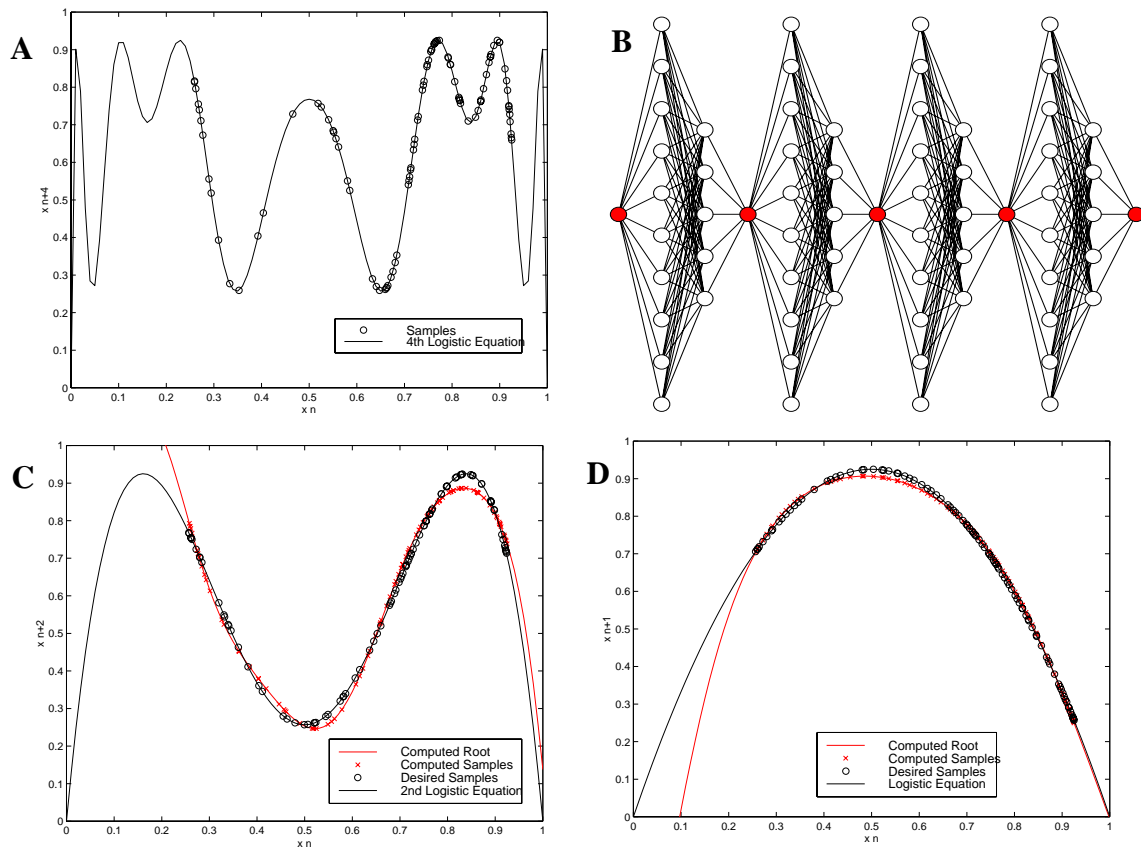 A
x n+4
1
0.9
0.8
0.7
0.6
0.5
0.4
0.3
0.2
0.1
0
0 0.1 0.2 0.3 0.4 0.5 0.6 0.7 0.8 0.9 1
x n
Samples
4th Logistic Equation
B
C
x n+2
1
0.9
0.8
0.7
0.6
0.5
0.4
0.3
0.2
0.1
0
0 0.1 0.2 0.3 0.4 0.5 0.6 0.7 0.8 0.9 1
x n
Computed Root
Computed Samples
Desired Samples
2nd Logistic Equation
D
x n+1
1
0.9
0.8
0.7
0.6
0.5
0.4
0.3
0.2
0.1
0
0 0.1 0.2 0.3 0.4 0.5 0.6 0.7 0.8 0.9 1
x n
Computed Root
Computed Samples
Desired Samples
Logistic Equation